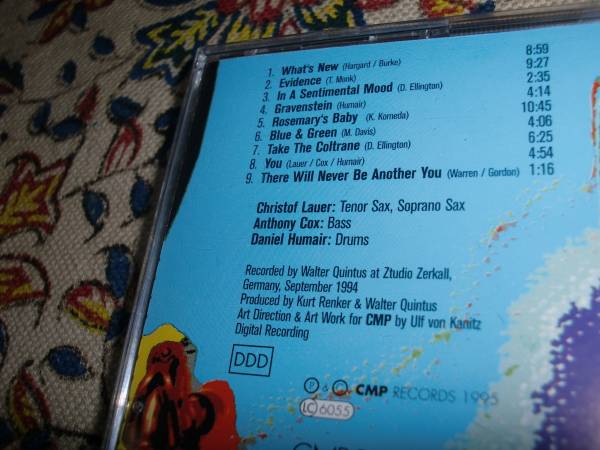 1. What's New (Hargard / Burke) 8:59
2. Evidence (T. Monk) 9:27
3. In A Sentimental Mood (D. Ellington) 2:35
4. Gravenstein (Humair) 4:14
5. Rosemary's Baby (K. Komeda) 10:45
6. Blue & Green (M. Davis) 4:06
7. Take The Coltrane (D. Ellington) 6:25
8. You (Lauer / Cox / Humair) 4:54
9. There Will Never Be Another You (Warren / Gordon) 1:16
Christof Lauer: Tenor Sax, Soprano Sax
Anthony Cox: Bass
Daniel Humair: Drums
Recorded by Walter Quintus at Ztudio Zerkall,
Germany, September 1994
Produced by Kurt Renker & Walter Quintus
Art Direction & Art Work for CMP by Ulf von Kanitz
Digital Recording
DDD
℗ & © CMP RECORDS 1995
LC 6055